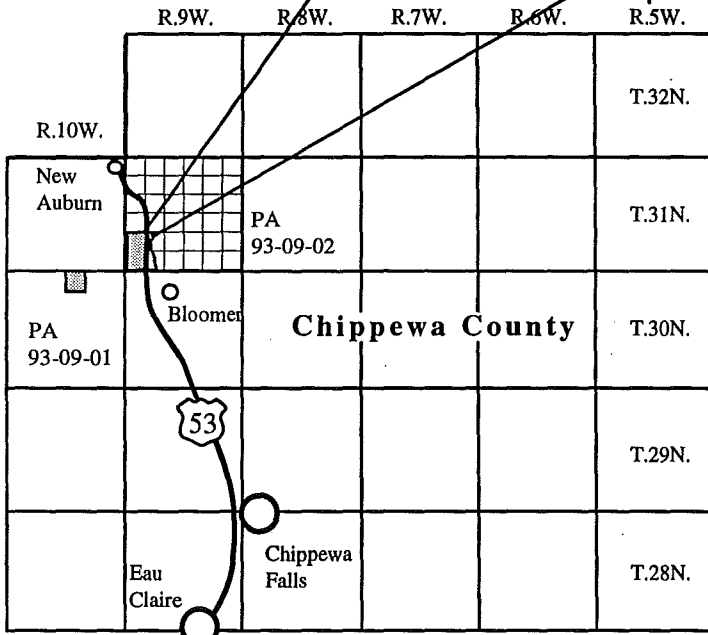 R.9W. R.8W. R.7W. R.6W. R.5W.
T.32N.
R.10W.
New
Auburn
T.31N.
PA
93-09-02
Bloomer
Chippewa County
T.30N.
PA
93-09-01
53
T.29N.
Chippewa
Falls
Eau
Claire
T.28N.